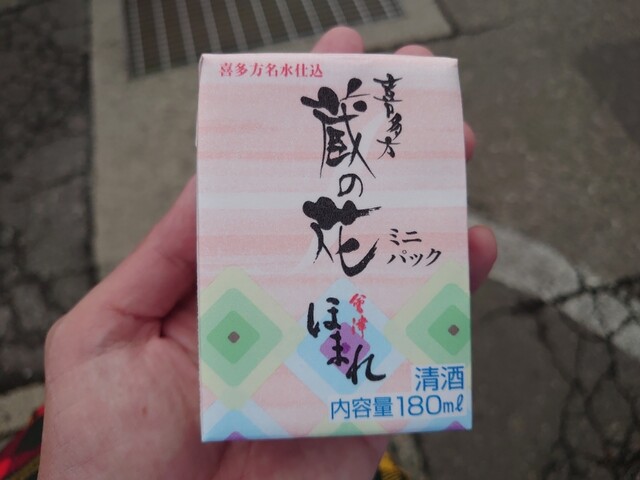 喜多方名水仕込
喜多方
蔵の花
ミニ
パック
會津
ほまれ
清酒
内容量180mℓ